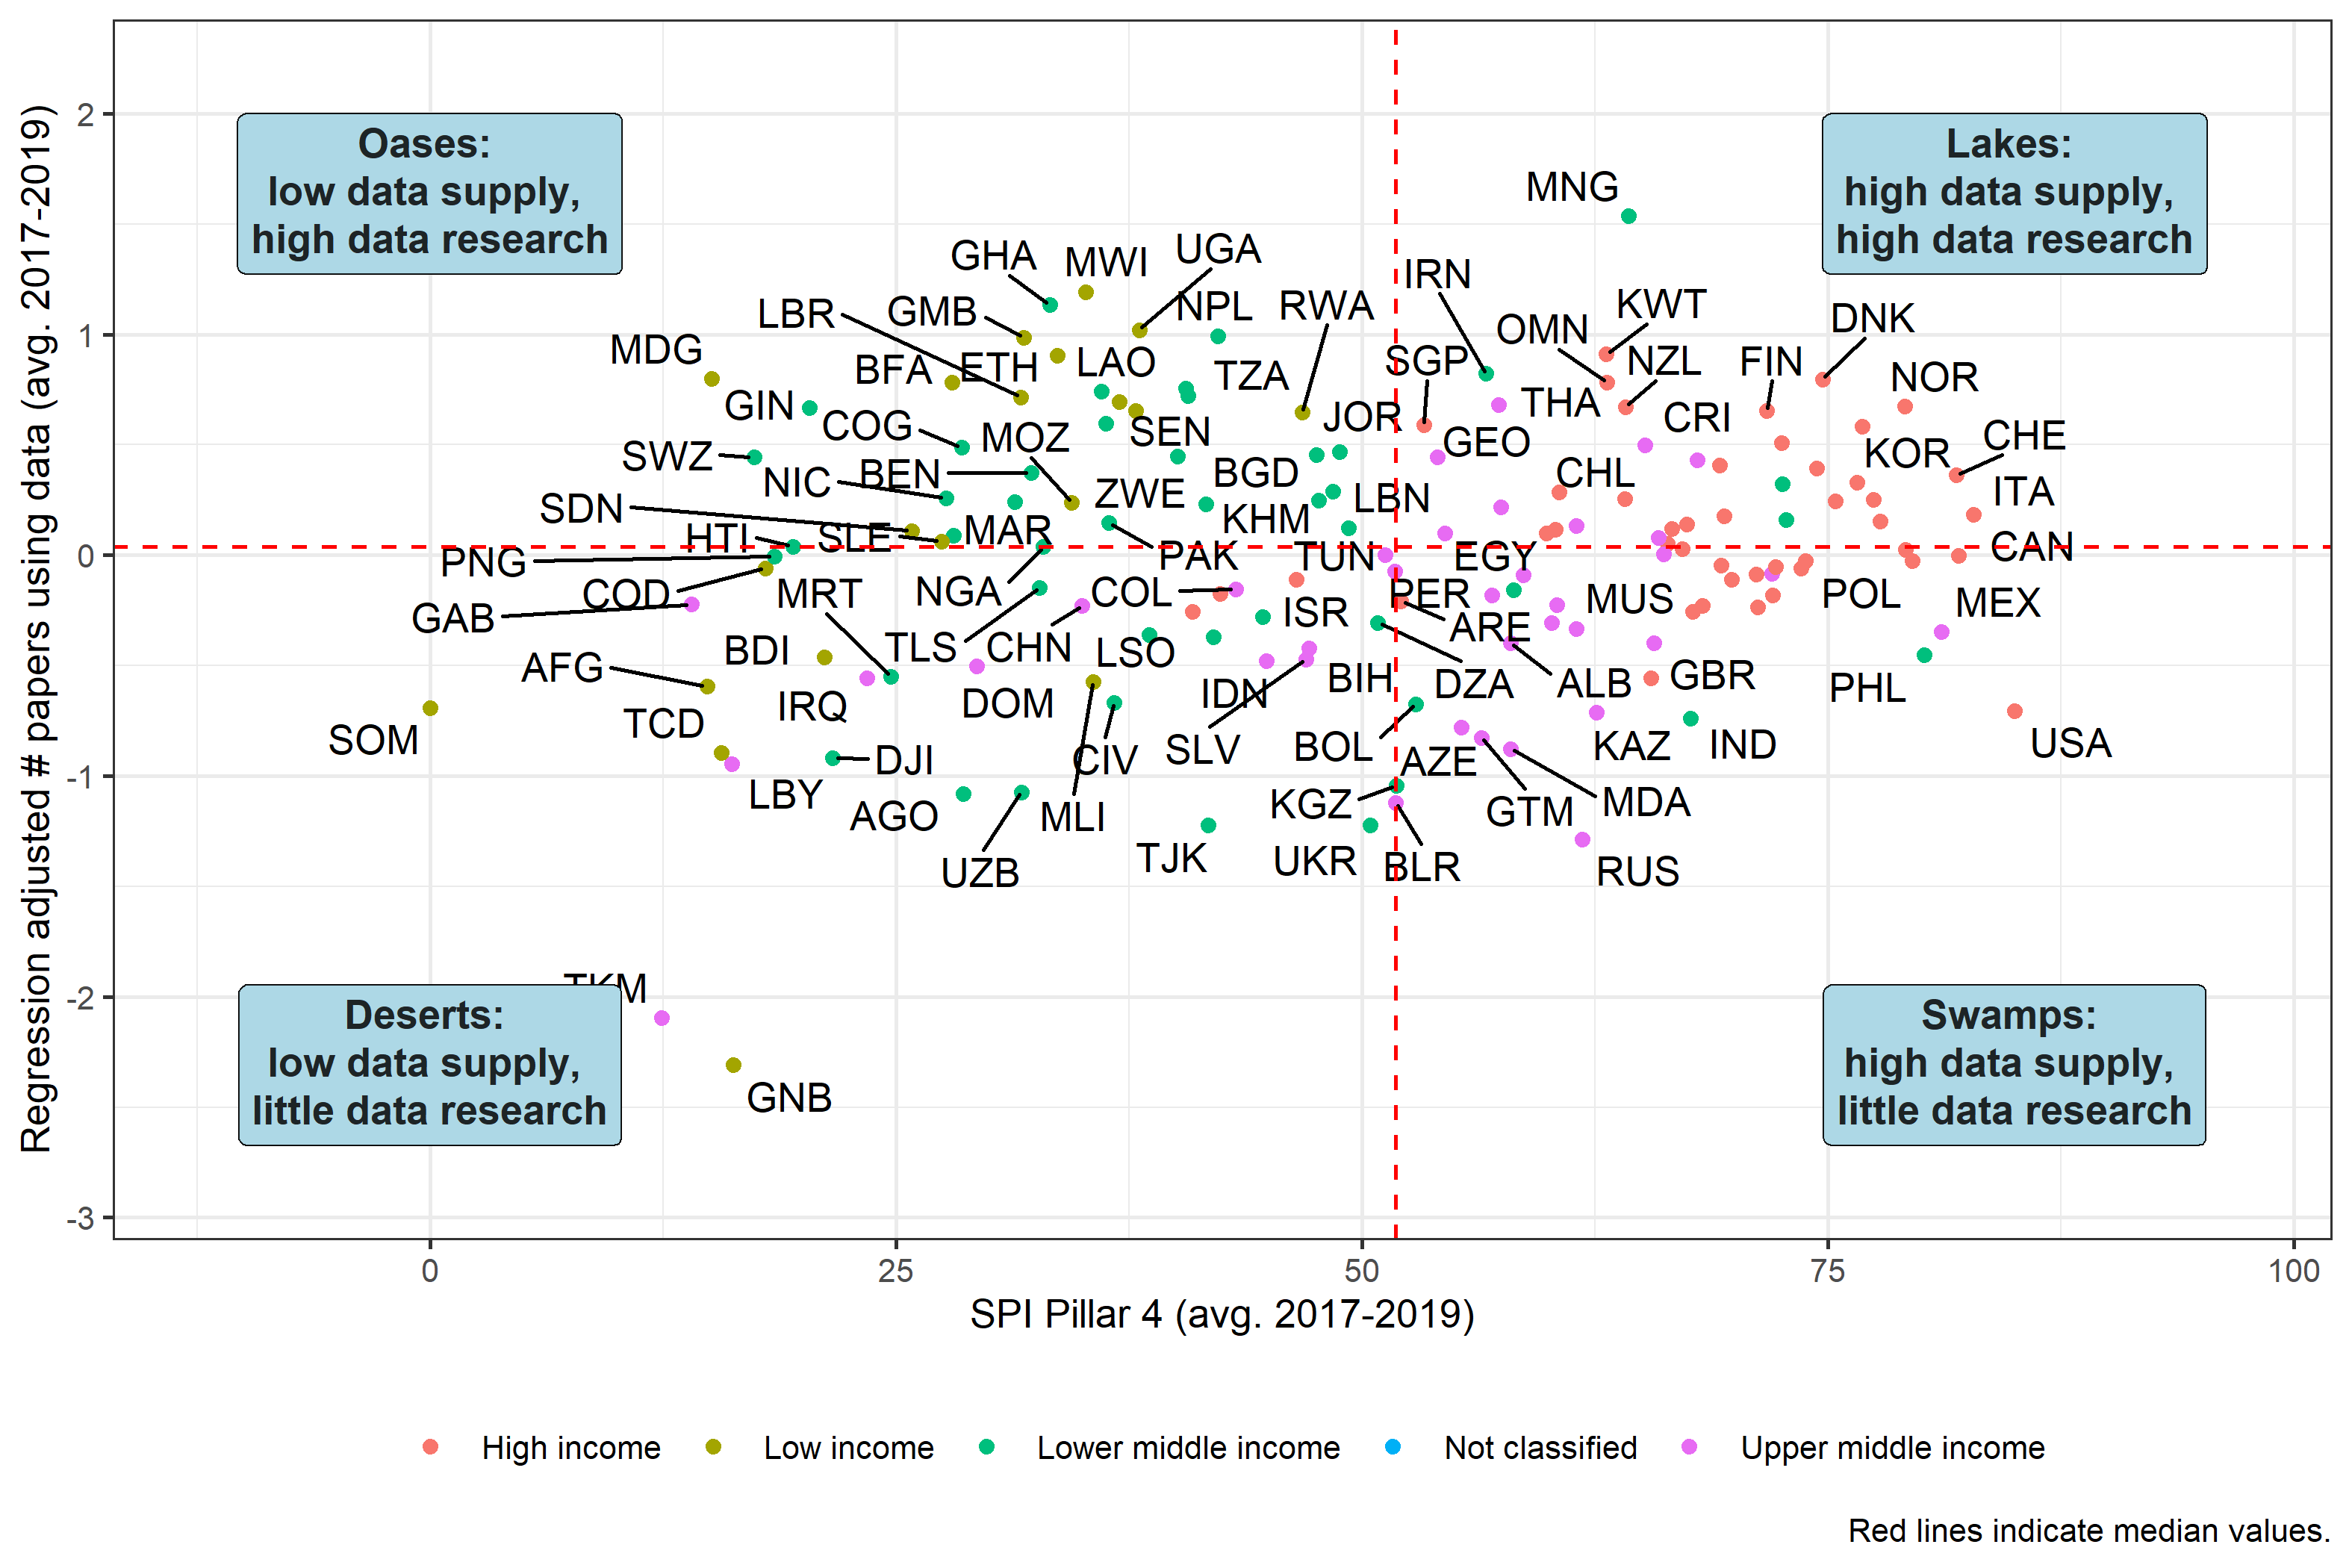 Regression adjusted # papers using data (avg. 2017-2019)
2
1
0
-1
-2
-3
Oases:
low data supply,
high data research
Lakes:
high data supply,
high data research
MNG
GHA
MWI
UGA
IRN
LBR
GMB
NPL
RWA
OMN
KWT
DNK
MDG
BFA
ETH
LAO
TZA
SGP
NZL
FIN
NOR
GIN
COG
MOZ
SEN
JOR
THA
CRI
GEO
KOR
CHE
SWZ
NIC
BEN
BGD
CHL
ITA
SDN
ZWE
LBN
HTI
SLE
MAR
KHM
PNG
PAK
TUN
EGY
CAN
COD
MRT
NGA
COL
PER
MUS
POL
MEX
GAB
ISR
ARE
BDI
TLS
CHN
LSO
AFG
IRQ
DOM
IDN
BIH
DZA
ALB
GBR
PHL
SOM
TCD
DJI
CIV
SLV
BOL
AZE
KAZ
IND
USA
LBY
AGO
MLI
KGZ
GTM
MDA
UZB
TJK
UKR
BLR
RUS
TKM
Deserts:
low data supply,
little data research
GNB
Swamps:
high data supply,
little data research
0
25
50
75
100
SPI Pillar 4 (avg. 2017-2019)
High income
Low income
Lower middle income
Not classified
Upper middle income
Red lines indicate median values.